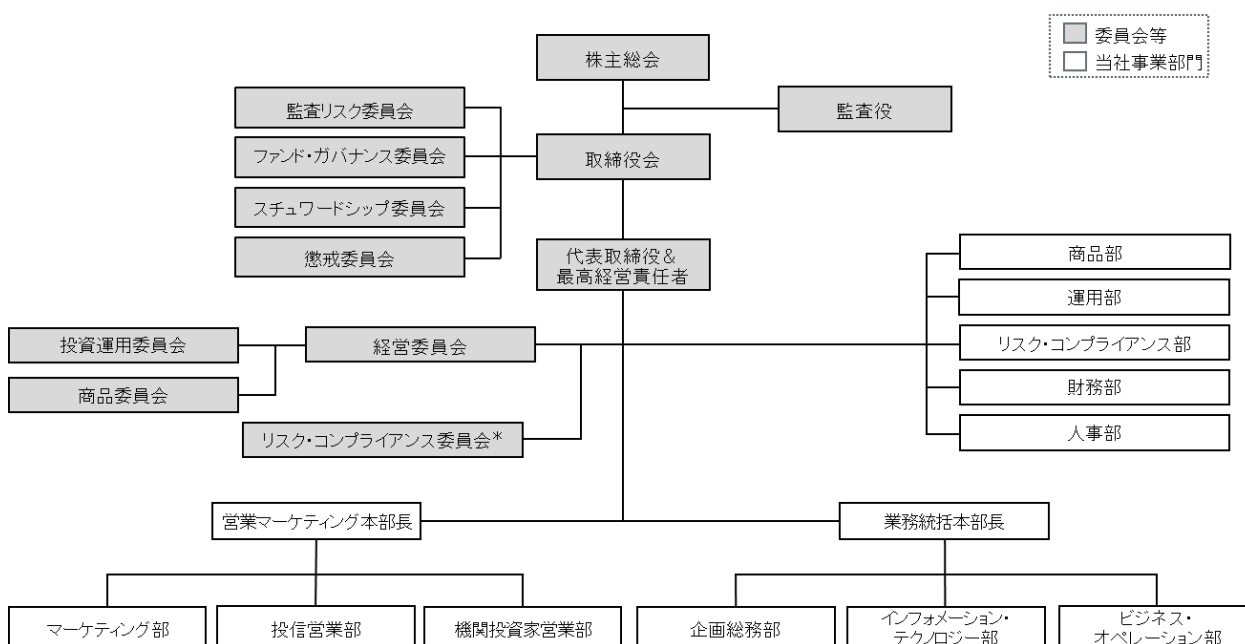 委員会等
当社事業部門
株主総会
監査リスク委員会
監査役
ファンド・ガバナンス委員会
取締役会
スチュワードシップ委員会
懲戒委員会
代表取締役&
最高経営責任者
商品部
運用部
投資運用委員会
経営委員会
リスク・コンプライアンス部
商品委員会
財務部
リスク・コンプライアンス委員会*
人事部
営業マーケティング本部長
業務統括本部長
マーケティング部
投信営業部
機関投資家営業部
企画総務部
インフォメーション・
テクノロジー部
ビジネス・
オペレーション部